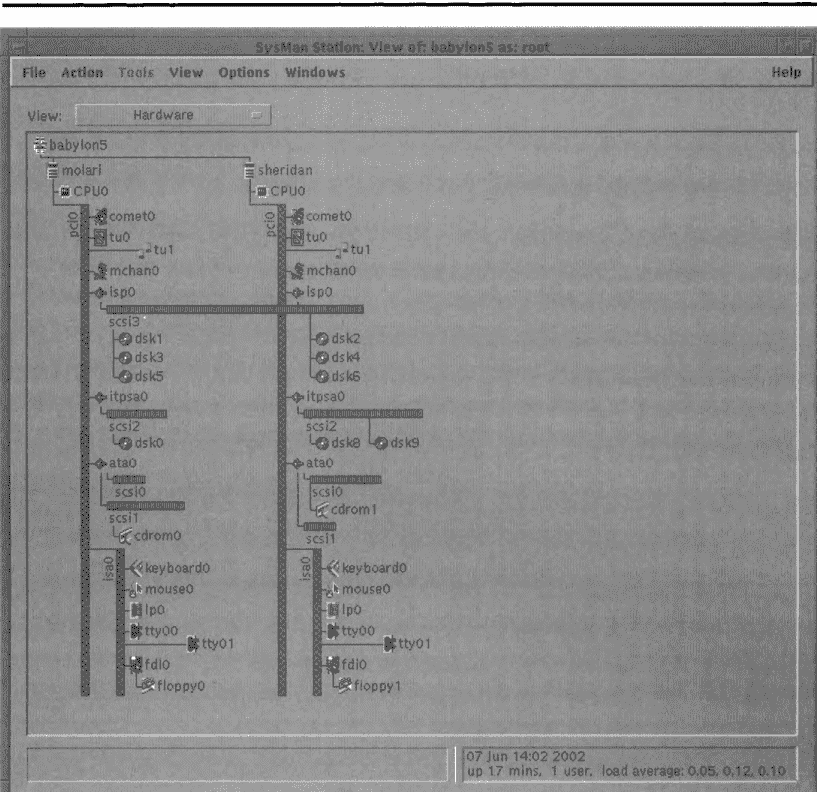 SysMan Station: View of: babylon5 as: root
File Action Tools View Options Windows Help
View: Hardware
babylon5
molari sheridan
CPU0 CPU0
pci0 comet0 pci0 comet0
tu0 tu0
tu1 tu1
mchan0 mchan0
isp0 isp0
scsi3
dsk1 dsk2
dsk3 dsk4
dsk5 dsk6
itpsa0 itpsa0
scsi2 scsi2
dsk0 dsk8 dsk9
ata0 ata0
scsi0 scsi0
cdrom1
scsi1 scsi1
cdrom0
isa0 keyboard0 isa0 keyboard0
mouse0 mouse0
lp0 lp0
tty00 tty00
tty01 tty01
fdi0 fdi0
floppy0 floppy1
07 Jun 14:02 2002
up 17 mins, 1 user, load average: 0.05, 0.12, 0.10